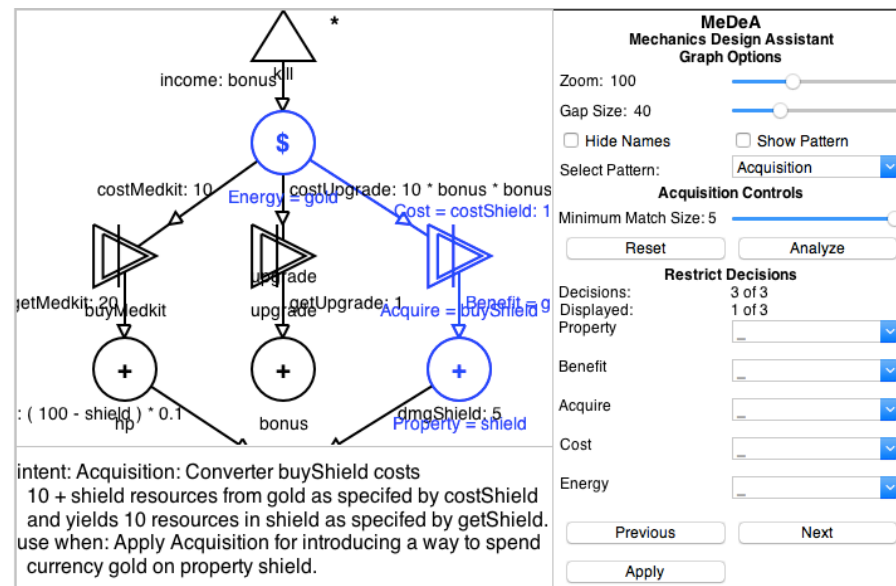 *
kill
income: bonus
$
costMedkit: 10
costUpgrade: 10 * bonus * bonus
Energy = gold
Cost = costShield: 1
upgrade
getMedkit: 20
getUpgrade: 1
Benefit = g
buyMedkit
upgrade
Acquire = buyShield
+
+
+
: ( 100 - shield ) * 0.1
dmgShield: 5
hp
bonus
Property = shield
intent: Acquisition: Converter buyShield costs
10 + shield resources from gold as specifed by costShield
and yields 10 resources in shield as specifed by getShield.
use when: Apply Acquisition for introducing a way to spend
currency gold on property shield.
MeDeA
Mechanics Design Assistant
Graph Options
Zoom: 100
Gap Size: 40
Hide Names
Show Pattern
Select Pattern:
Acquisition
Acquisition Controls
Minimum Match Size: 5
Reset
Analyze
Restrict Decisions
Decisions: 3 of 3
Displayed: 1 of 3
Property
_
Benefit
_
Acquire
_
Cost
_
Energy
_
Previous
Next
Apply